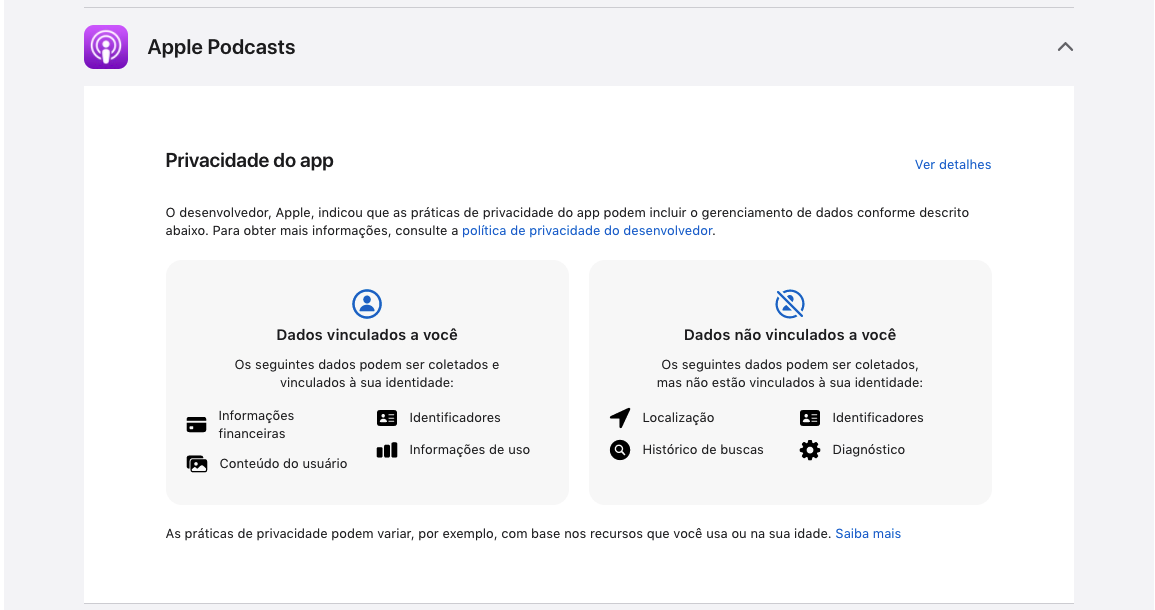 Apple Podcasts
Privacidade do app
Ver detalhes
O desenvolvedor, Apple, indicou que as práticas de privacidade do app podem incluir o gerenciamento de dados conforme descrito
abaixo. Para obter mais informações, consulte a política de privacidade do desenvolvedor.
Dados vinculados a você
Os seguintes dados podem ser coletados e
vinculados à sua identidade:
Informações
financeiras
Identificadores
Conteúdo do usuário
Informações de uso
Dados não vinculados a você
Os seguintes dados podem ser coletados,
mas não estão vinculados à sua identidade:
Localização
Identificadores
Histórico de buscas
Diagnóstico
As práticas de privacidade podem variar, por exemplo, com base nos recursos que você usa ou na sua idade. Saiba mais